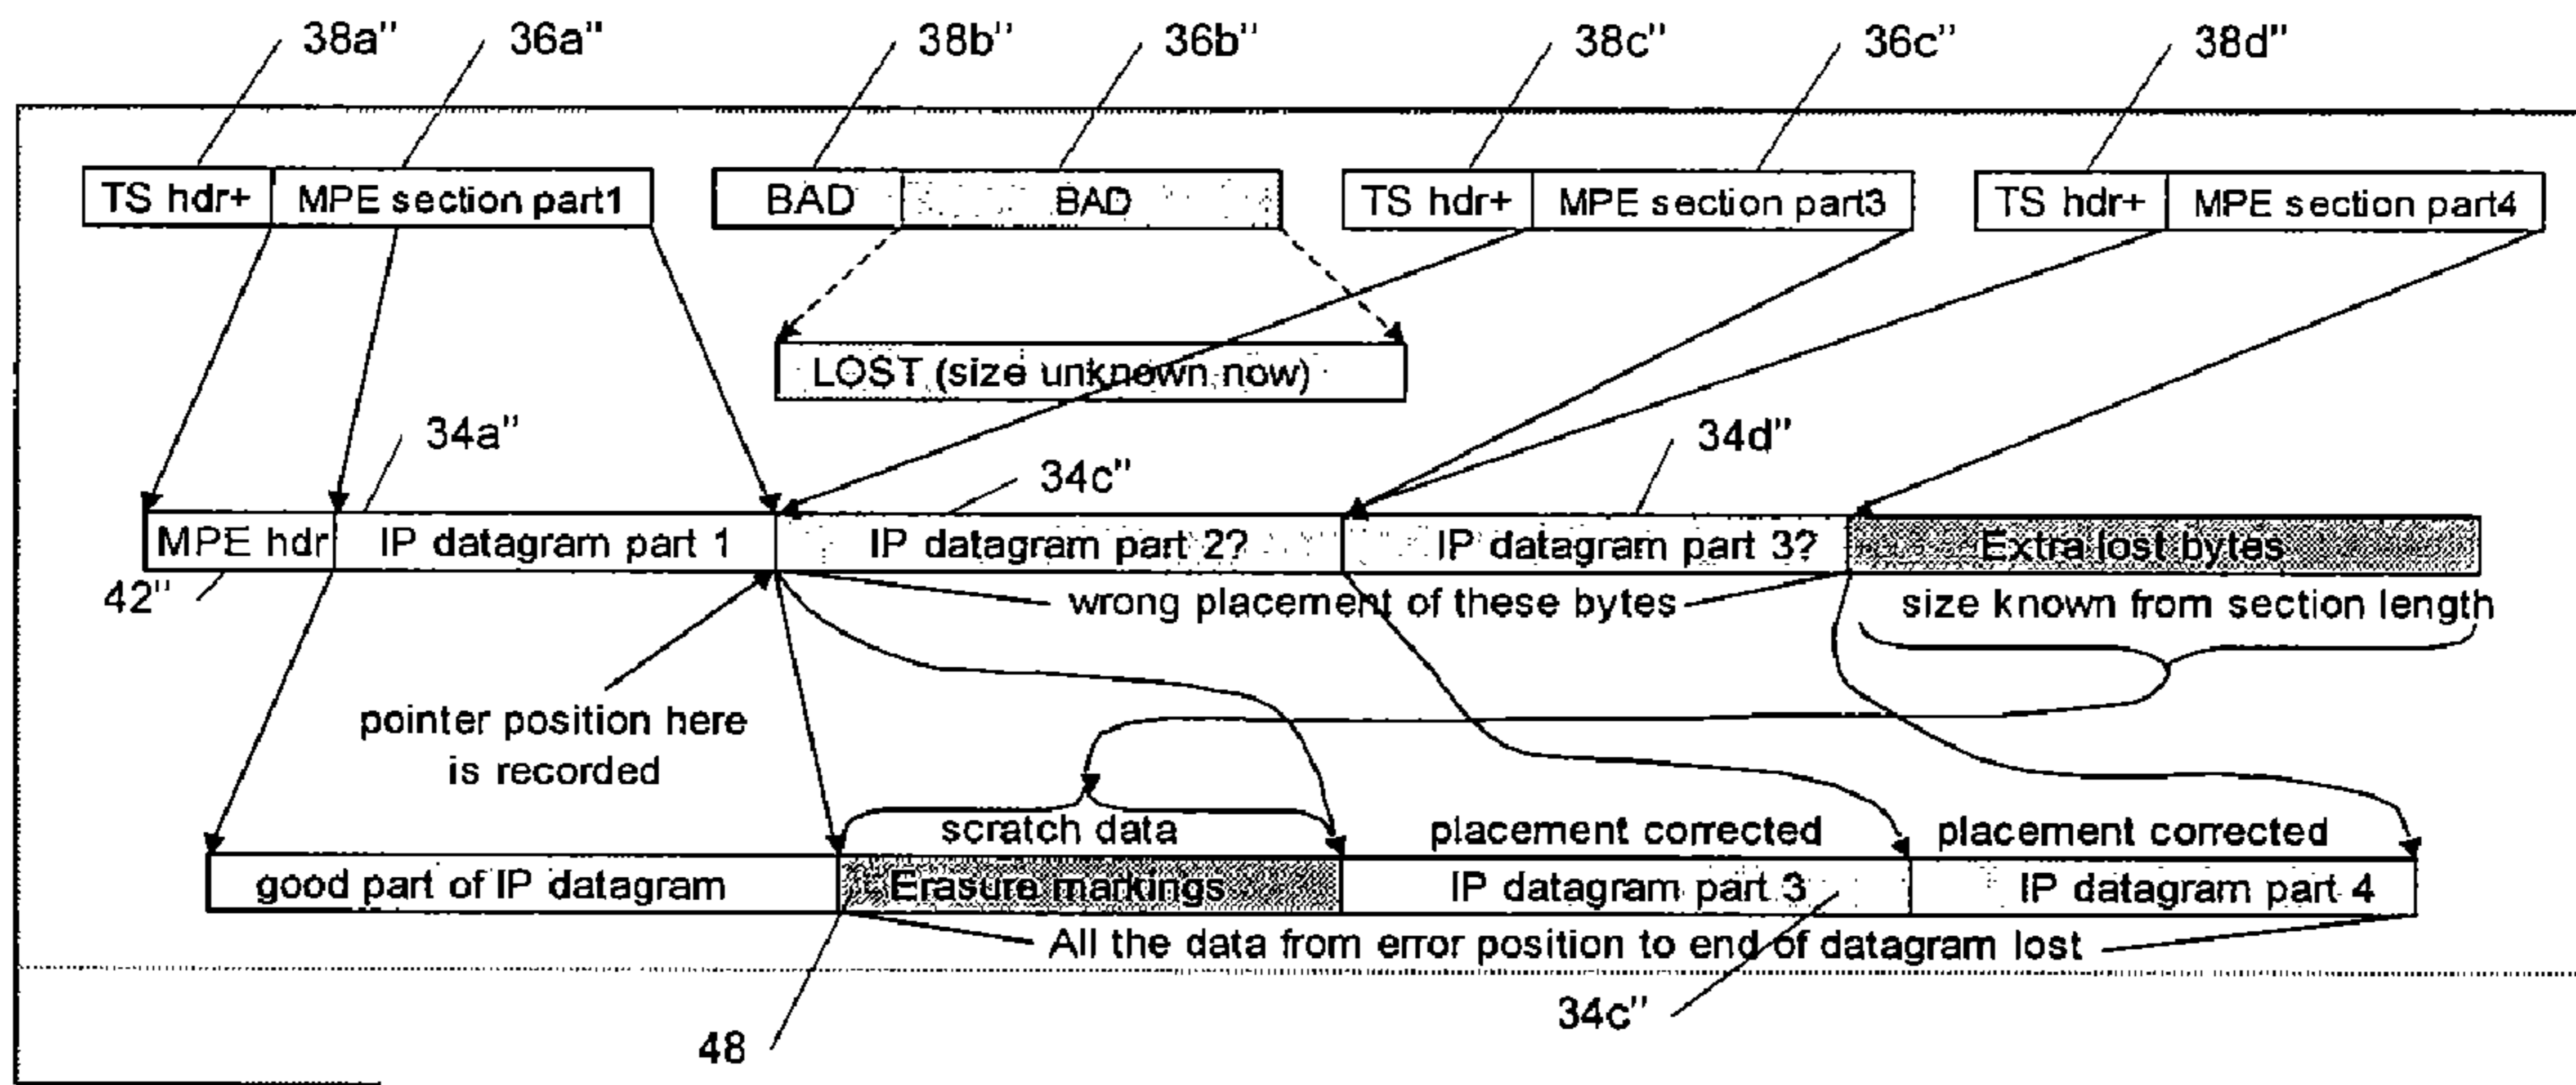 38a" 36a" 38b" 36b" 38c" 36c" 38d"
TS hdr+ MPE section part1 BAD BAD TS hdr+ MPE section part3 TS hdr+ MPE section part4
LOST (size unknown now)
34a" 34c" 34d"
MPE hdr IP datagram part 1 IP datagram part 2? IP datagram part 3? Extra lost bytes
42" wrong placement of these bytes size known from section length
pointer position here
is recorded
scratch data placement corrected placement corrected
good part of IP datagram Erasure markings IP datagram part 3 IP datagram part 4
All the data from error position to end of datagram lost
34c"
48